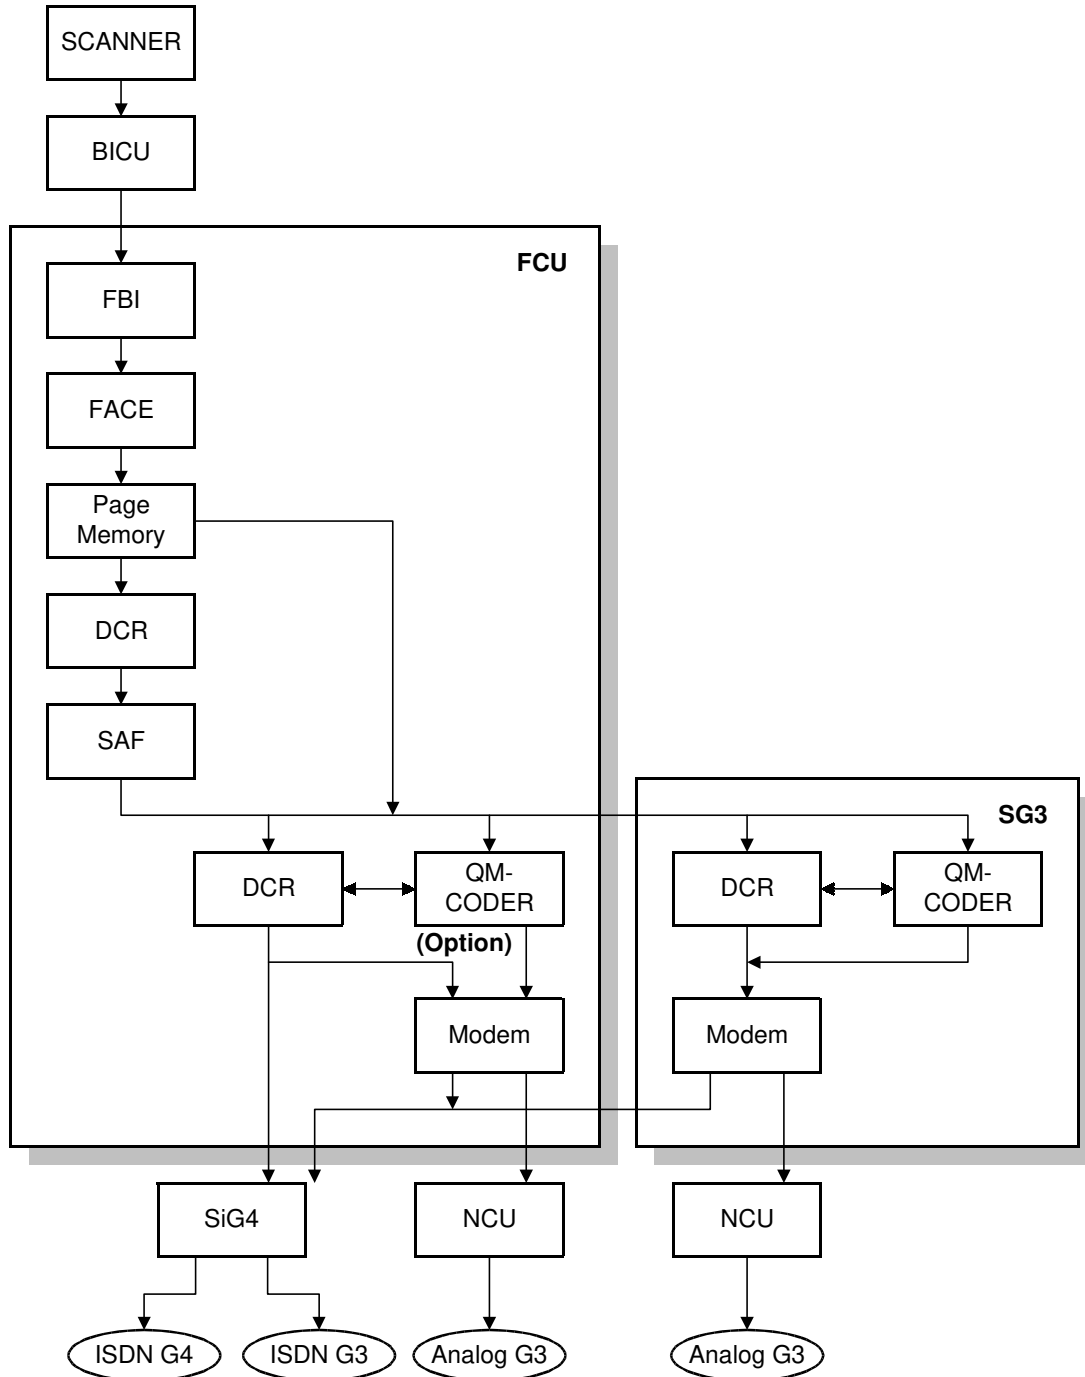 SCANNER
BICU
FCU
FBI
FACE
Page
Memory
DCR
SAF
SG3
DCR
QM-
CODER
(Option)
DCR
QM-
CODER
Modem
Modem
SiG4
NCU
NCU
ISDN G4
ISDN G3
Analog G3
Analog G3